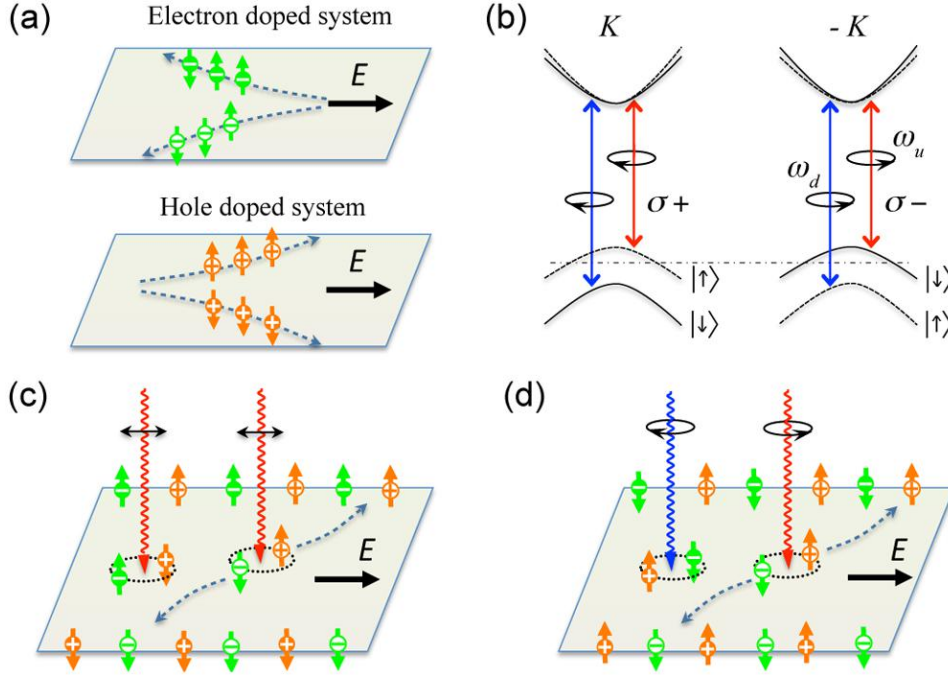 (a)
Electron doped system
E
Hole doped system
E
(b)
K
- K
ω_d
σ+
ω_u
σ−
|↑⟩
|↓⟩
|↓⟩
|↑⟩
(c)
E
(d)
E